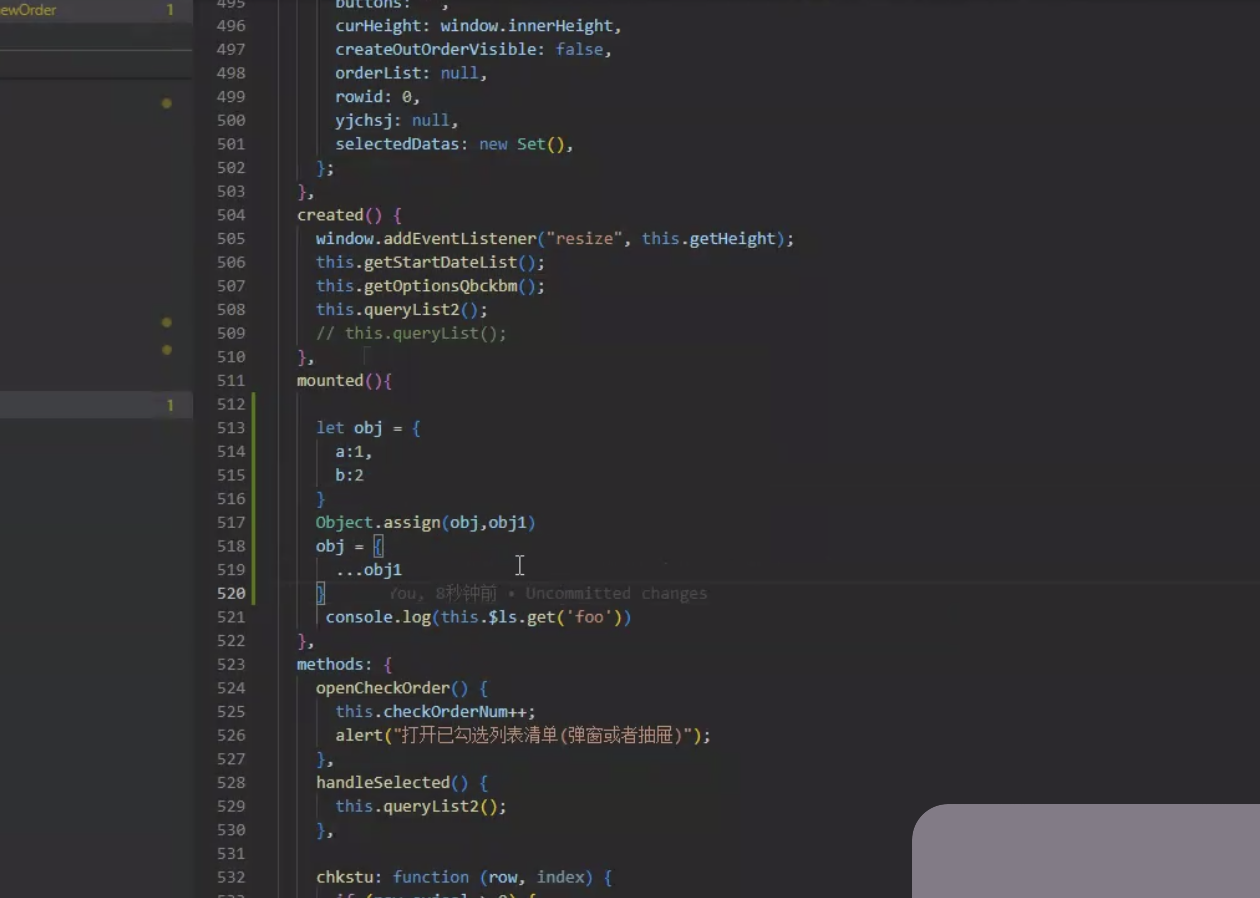 ewOrder 1
495 buttons: ,
496 curHeight: window.innerHeight,
497 createOutOrderVisible: false,
498 orderList: null,
499 rowid: 0,
500 yjchsj: null,
501 selectedDatas: new Set(),
502 };
503 },
504 created() {
505 window.addEventListener("resize", this.getHeight);
506 this.getStartDateList();
507 this.getOptionsQbckbm();
508 this.queryList2();
509 // this.queryList();
510 },
511 mounted(){
1 512
513 let obj = {
514 a:1,
515 b:2
516 }
517 Object.assign(obj,obj1)
518 obj = {
519 ...obj1
520 } You, 8秒钟前 • Uncommitted changes
521 console.log(this.$ls.get('foo'))
522 },
523 methods: {
524 openCheckOrder() {
525 this.checkOrderNum++;
526 alert("打开已勾选列表清单(弹窗或者抽屉)");
527 },
528 handleSelected() {
529 this.queryList2();
530 },
531
532 chkstu: function (row, index) {